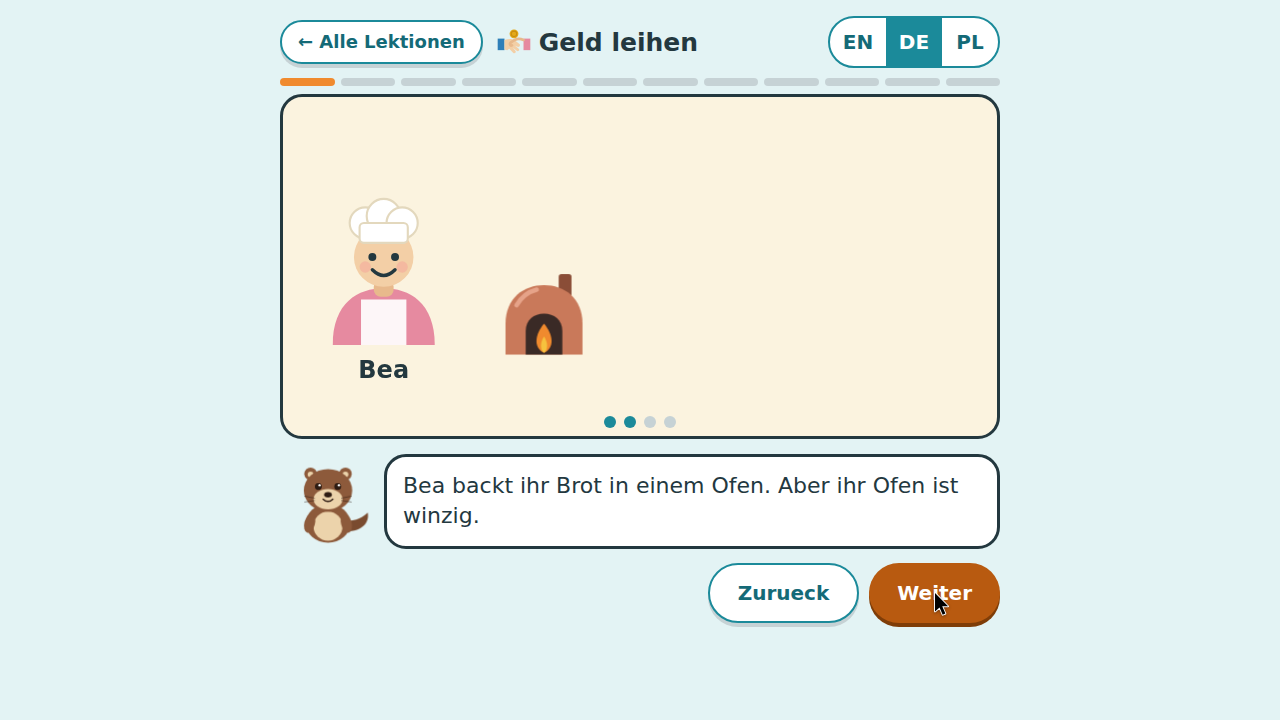 ← Alle Lektionen
Geld leihen
EN DE PL
Bea
Bea backt ihr Brot in einem Ofen. Aber ihr Ofen ist
winzig.
Zurueck
Weiter